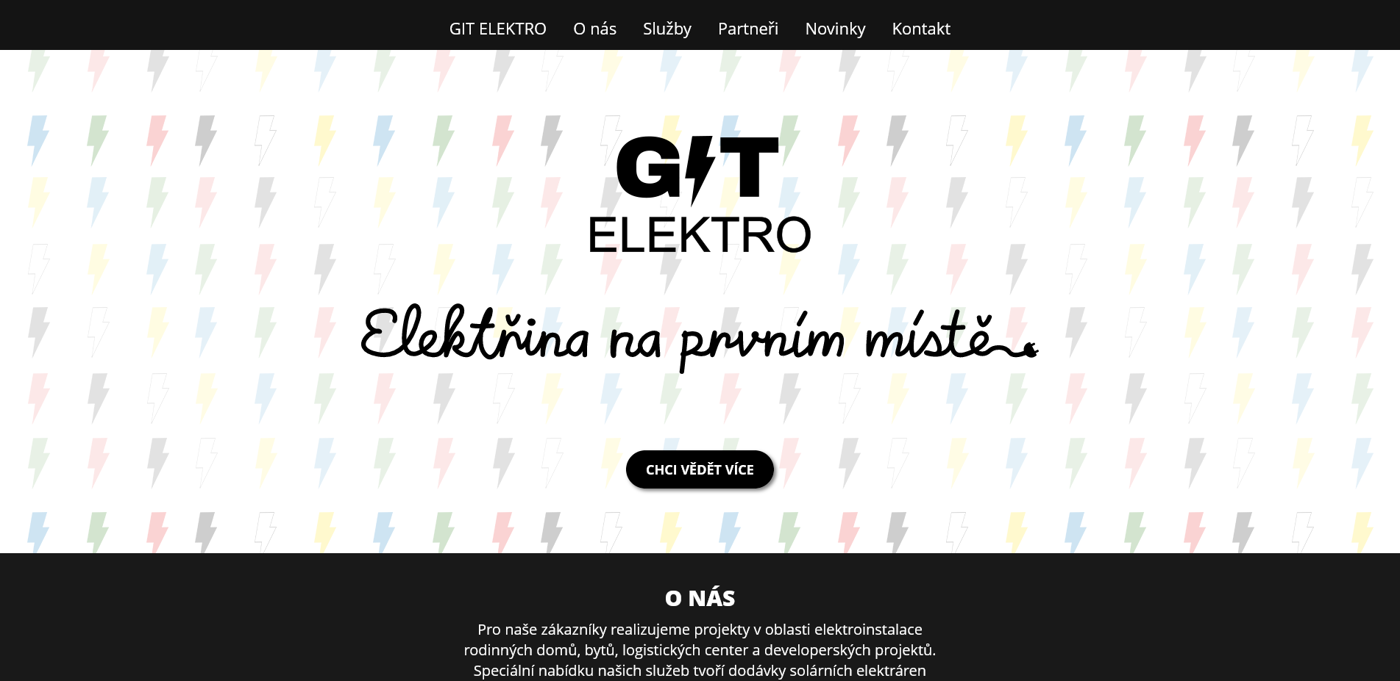 GIT ELEKTRO O nás Služby Partneři Novinky Kontakt
GIT
ELEKTRO
Elektřina na prvním místě
CHCI VĚDĚT VÍCE
O NÁS
Pro naše zákazníky realizujeme projekty v oblasti elektroinstalace
rodinných domů, bytů, logistických center a developerských projektů.
Speciální nabídku našich služeb tvoří dodávky solárních elektráren